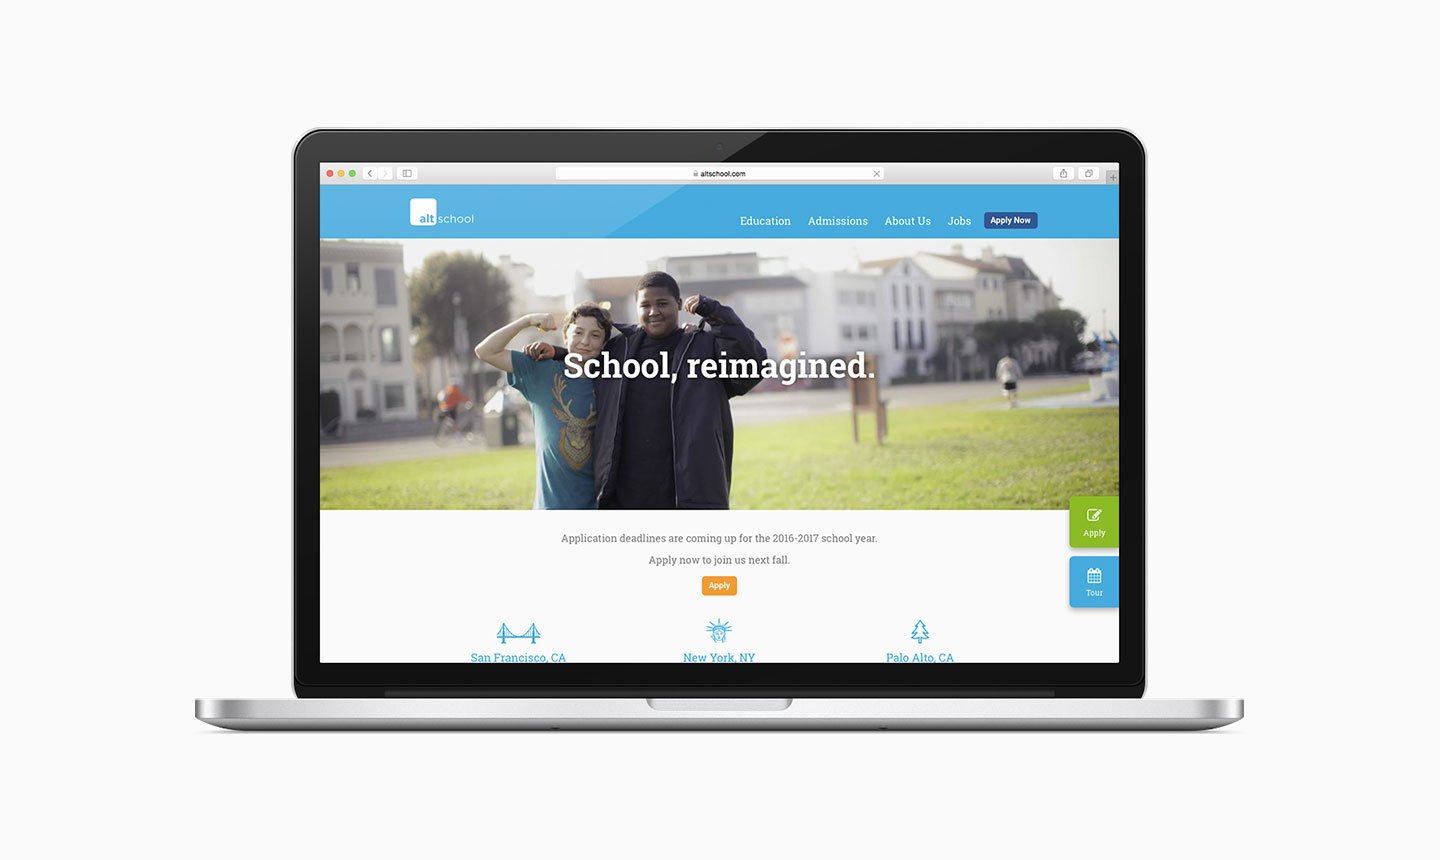 altschool.com
alt school
Education Admissions About Us Jobs Apply Now
School, reimagined.
Application deadlines are coming up for the 2016-2017 school year.
Apply now to join us next fall.
Apply
Apply
Tour
San Francisco, CA
New York, NY
Palo Alto, CA